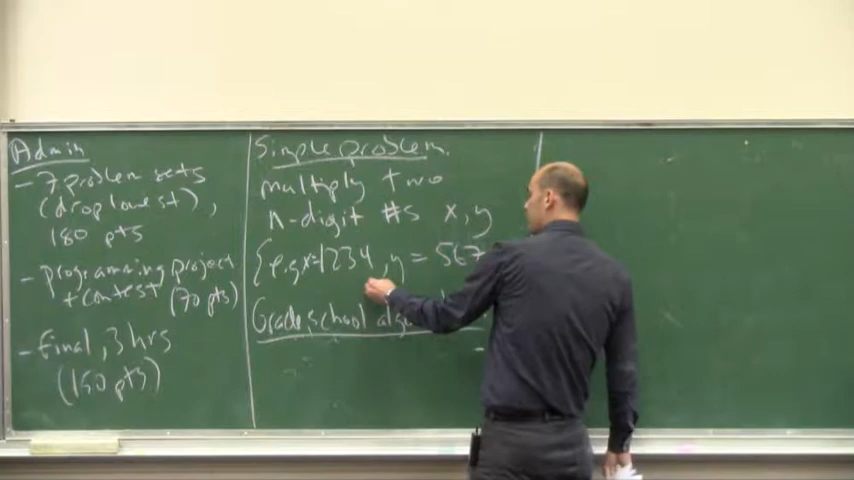 Admin
- 7 problem sets
(drop lowest),
180 pts
- programming project
+ contest
(70 pts)
- final, 3 hrs
(150 pts)
Simple problem.
multiply two
n-digit #s x,y
(e.g x=1234, y = 567
Grade school